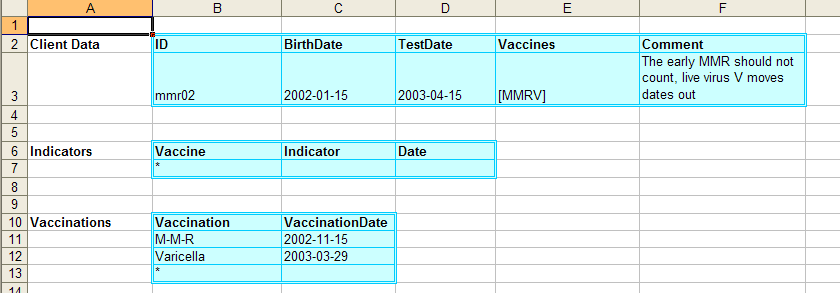 A B C D E F
1
2 Client Data ID BirthDate TestDate Vaccines Comment
The early MMR should not
count, live virus V moves
3 mmr02 2002-01-15 2003-04-15 [MMRV] dates out
4
5
6 Indicators Vaccine Indicator Date
7 *
8
9
10 Vaccinations Vaccination VaccinationDate
11 M-M-R 2002-11-15
12 Varicella 2003-03-29
13 *
14